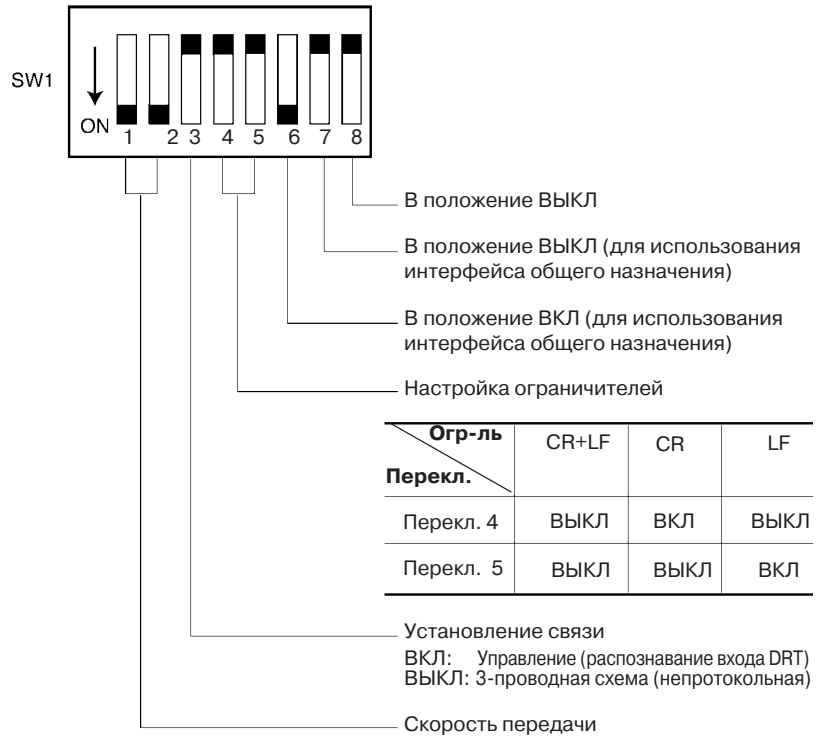 SW1
ON
1 2 3 4 5 6 7 8
В положение ВЫКЛ
В положение ВЫКЛ (для использования
интерфейса общего назначения)
В положение ВКЛ (для использования
интерфейса общего назначения)
Настройка ограничителей
Огр-ль CR+LF CR LF
Перекл.
Перекл. 4 ВЫКЛ ВКЛ ВЫКЛ
Перекл. 5 ВЫКЛ ВЫКЛ ВКЛ
Установление связи
ВКЛ: Управление (распознавание входа DRT)
ВЫКЛ: 3-проводная схема (непротокольная)
Скорость передачи